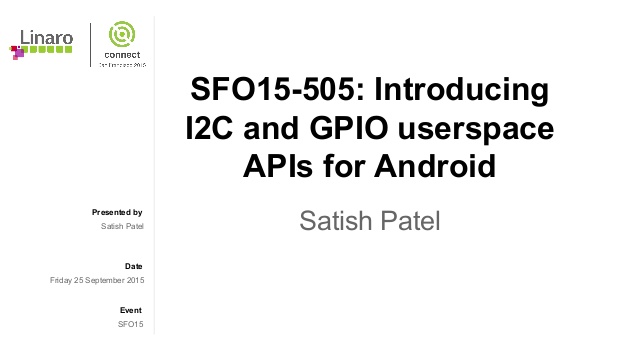 Linaro
connect
San Francisco 2015
SFO15-505: Introducing
I2C and GPIO userspace
APIs for Android
Satish Patel
Presented by
Satish Patel
Date
Friday 25 September 2015
Event
SFO15